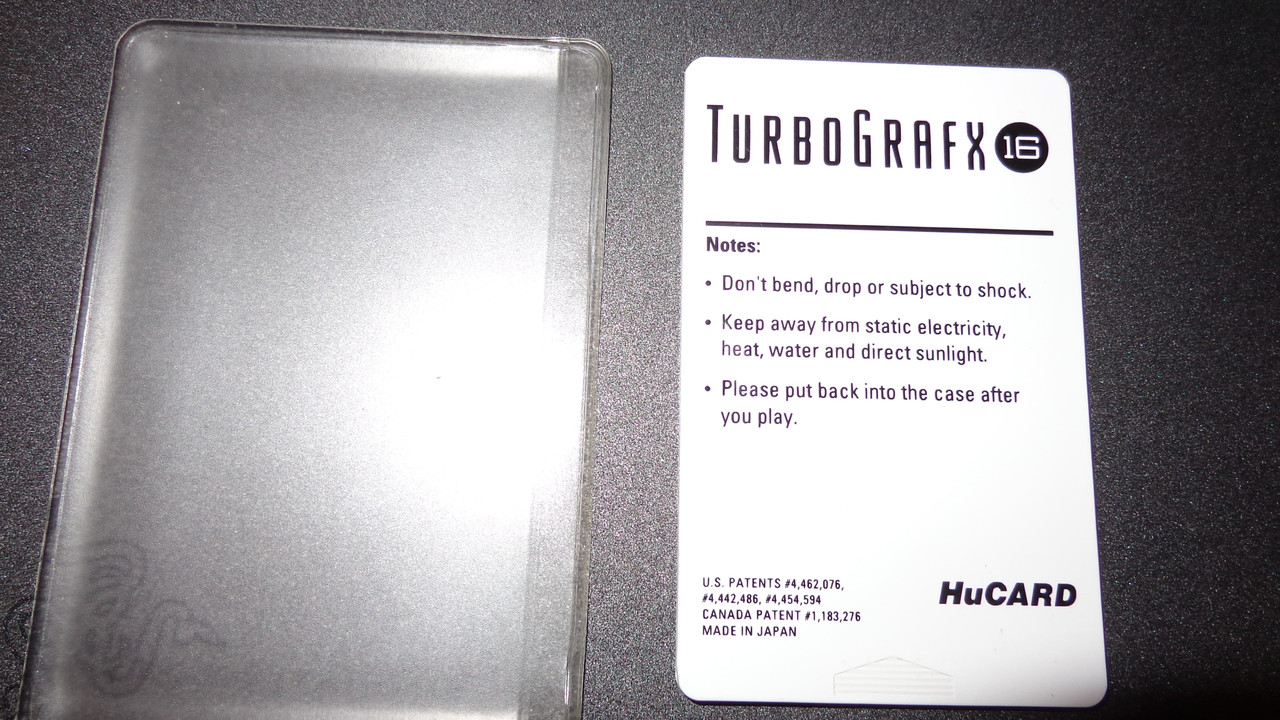 TURBOGRAFX 16
Notes:
• Don't bend, drop or subject to shock.
• Keep away from static electricity,
heat, water and direct sunlight.
• Please put back into the case after
you play.
U.S. PATENTS #4,462,076,
#4,442,486, #4,454,594
CANADA PATENT #1,183,276
MADE IN JAPAN
HuCARD